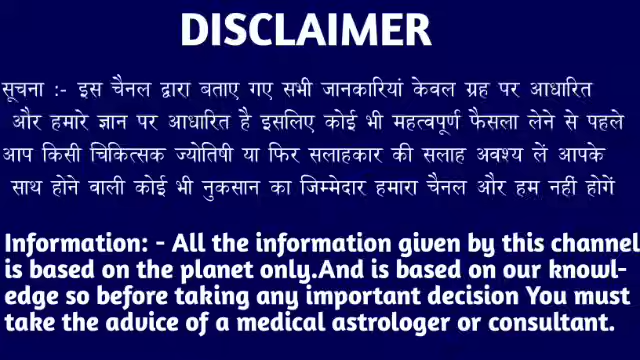 DISCLAIMER
सूचना :- इस चैनल द्वारा बताए गए सभी जानकारियां केवल ग्रह पर आधारित
और हमारे ज्ञान पर आधारित है इसलिए कोई भी महत्वपूर्ण फैसला लेने से पहले
आप किसी चिकित्सक ज्योतिषी या फिर सलाहकार की सलाह अवश्य लें आपके
साथ होने वाली कोई भी नुकसान का जिम्मेदार हमारा चैनल और हम नहीं होगें
Information: - All the information given by this channel
is based on the planet only.And is based on our knowl-
edge so before taking any important decision You must
take the advice of a medical astrologer or consultant.